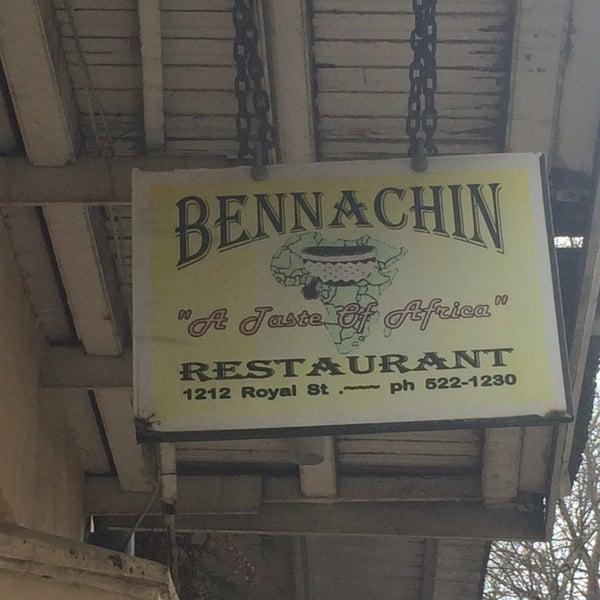 BENNACHIN
"A Taste Of Africa"
RESTAURANT
1212 Royal St .~~~ ph 522-1230